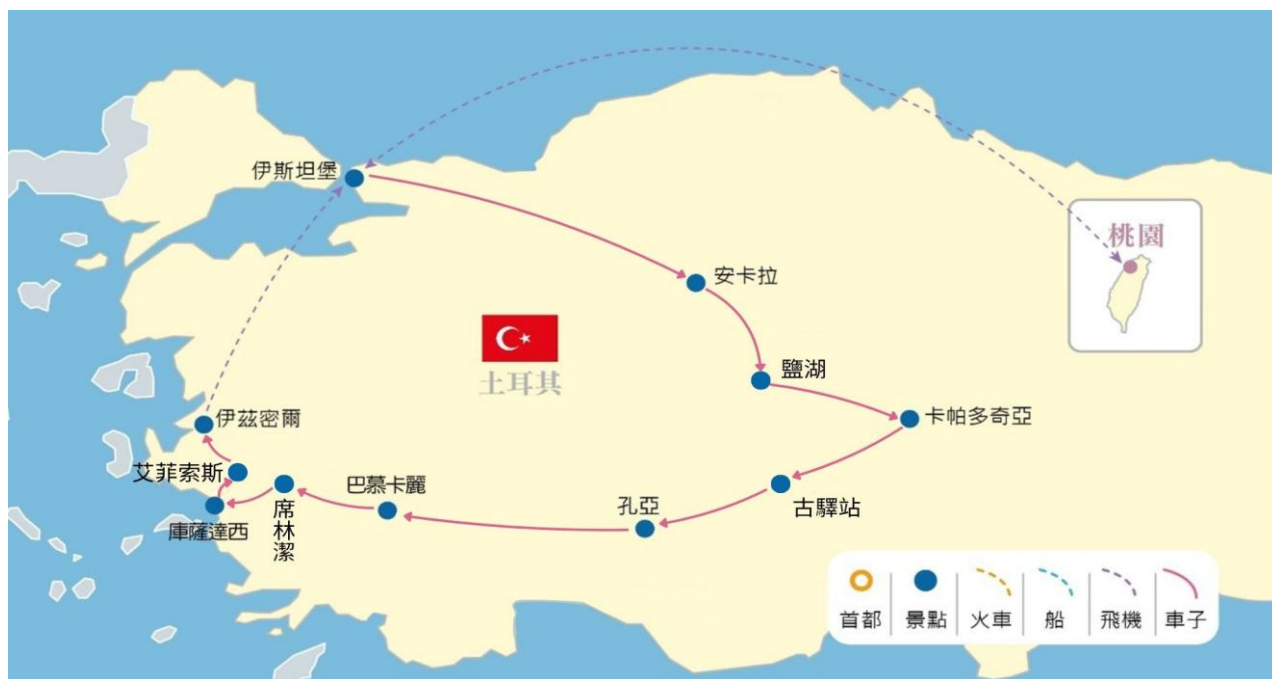 伊斯坦堡
桃園
安卡拉
土耳其
鹽湖
伊茲密爾
卡帕多奇亞
艾菲索斯
巴慕卡麗
古驛站
孔亞
席林潔
庫薩達西
首都
景點
火車
船
飛機
車子